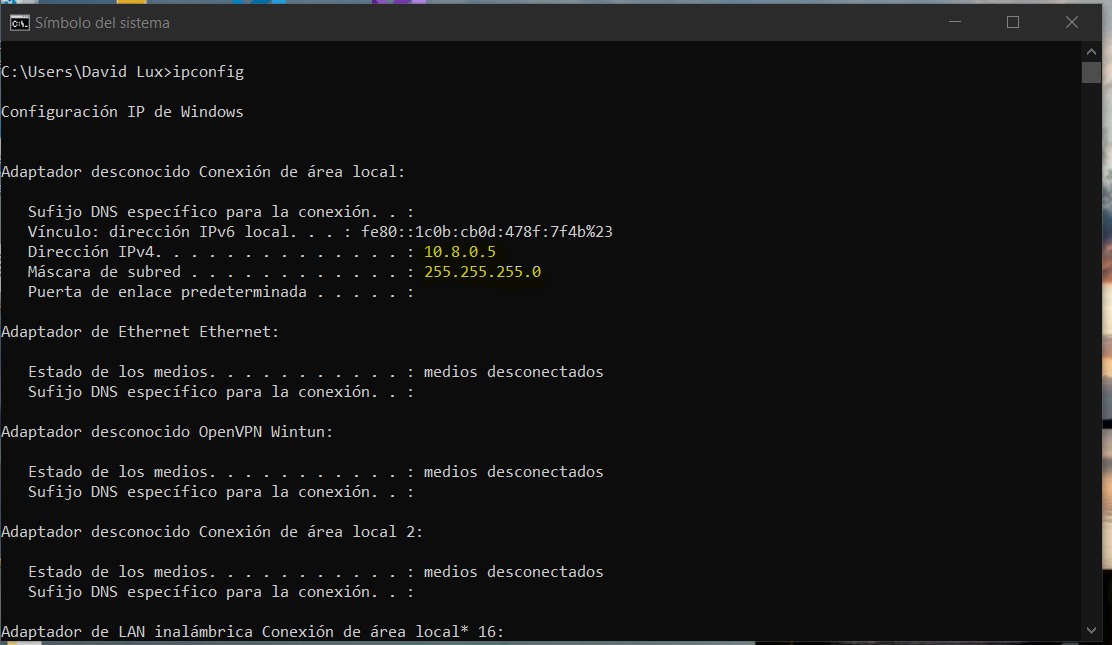 Símbolo del sistema
C:\Users\David Lux>ipconfig
Configuración IP de Windows
Adaptador desconocido Conexión de área local:
Sufijo DNS específico para la conexión. . :
Vínculo: dirección IPv6 local. . . : fe80::1c0b:cb0d:478f:7f4b%23
Dirección IPv4. . . . . . . . . . . . . . : 10.8.0.5
Máscara de subred . . . . . . . . . . . . : 255.255.255.0
Puerta de enlace predeterminada . . . . . :
Adaptador de Ethernet Ethernet:
Estado de los medios. . . . . . . . . . . : medios desconectados
Sufijo DNS específico para la conexión. . :
Adaptador desconocido OpenVPN Wintun:
Estado de los medios. . . . . . . . . . . : medios desconectados
Sufijo DNS específico para la conexión. . :
Adaptador desconocido Conexión de área local 2:
Estado de los medios. . . . . . . . . . . : medios desconectados
Sufijo DNS específico para la conexión. . :
Adaptador de LAN inalámbrica Conexión de área local* 16: